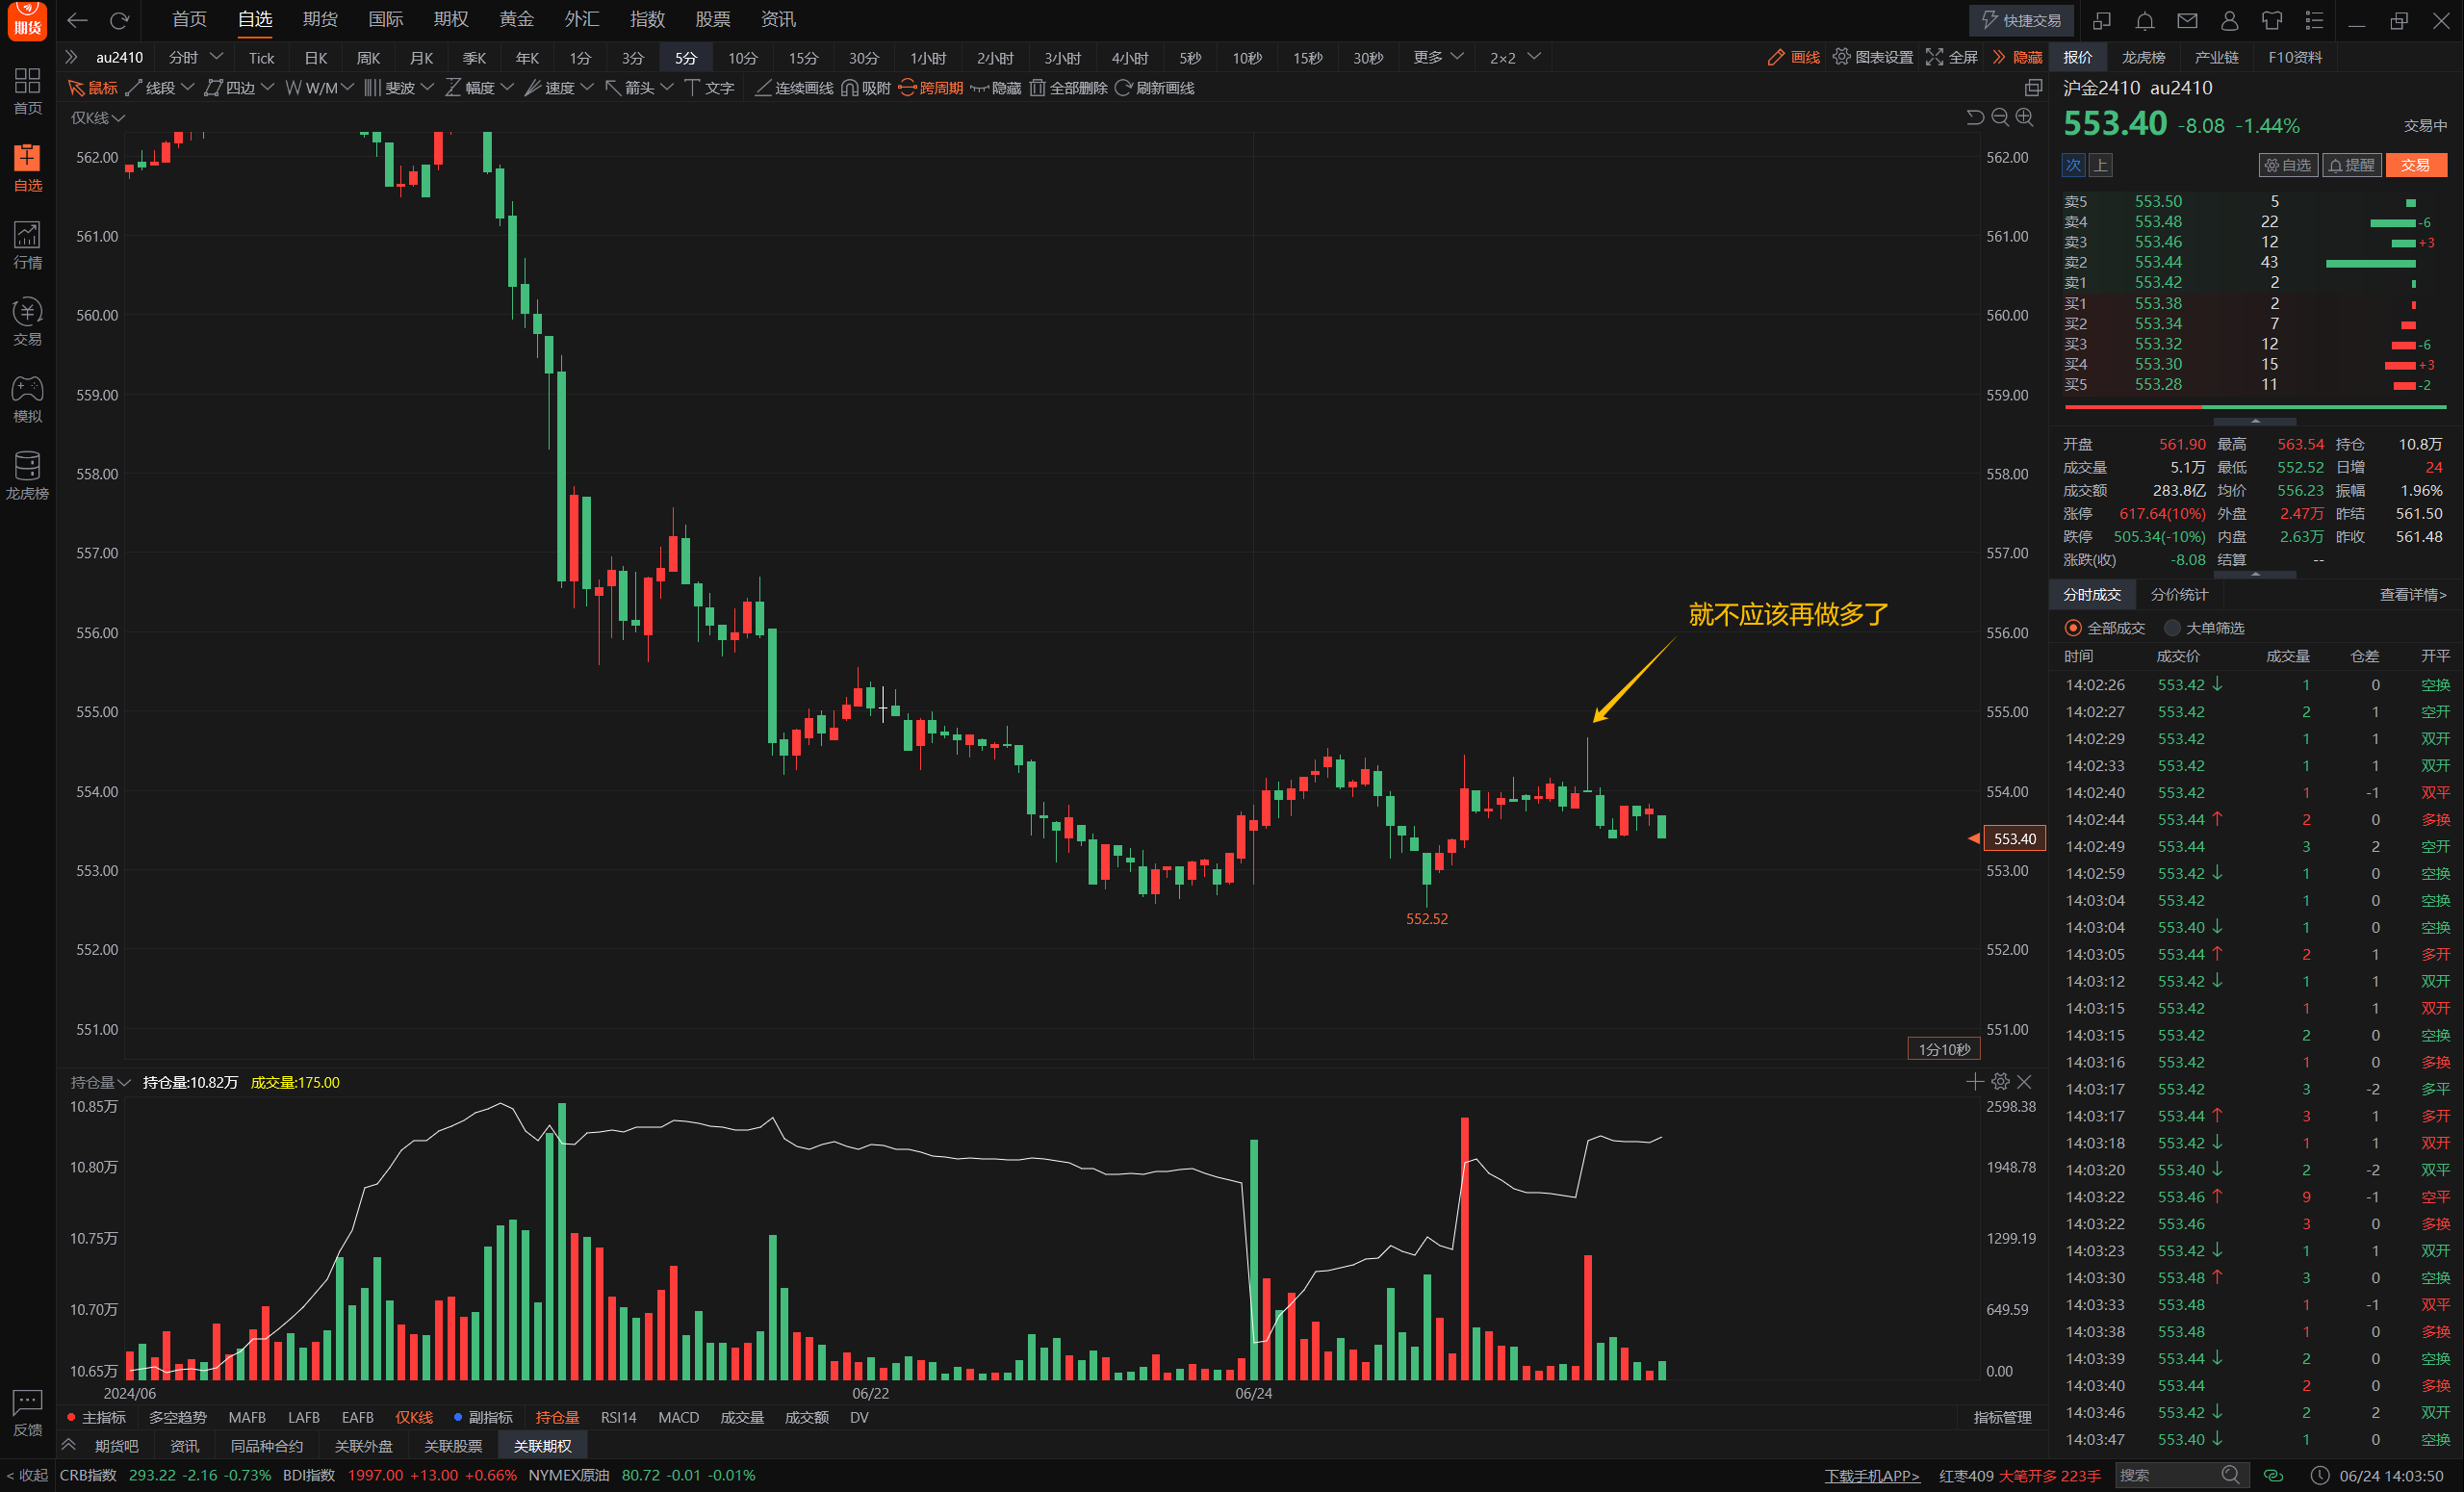 期货 首页 自选 期货 国际 期权 黄金 外汇 指数 股票 资讯 快捷交易
au2410 分时 Tick 日K 周K 月K 季K 年K 1分 3分 5分 10分 15分 30分 1小时 2小时 3小时 4小时 5秒 10秒 15秒 30秒 更多 2×2 画线 图表设置 全屏 隐藏 报价 龙虎榜 产业链 F10资料
鼠标 线段 四边 W/M 斐波 幅度 速度 箭头 文字 连续画线 吸附 跨周期 隐藏 全部删除 刷新画线
首页
自选
行情
交易
模拟
龙虎榜
反馈
仅K线
562.00 562.00
561.00 561.00
560.00 560.00
559.00 559.00
558.00 558.00
557.00 557.00
556.00 556.00
555.00 555.00
554.00 554.00
553.00 553.00
552.00 552.00
551.00 551.00
就不应该再做多了
553.40
552.52
1分10秒
持仓量 持仓量:10.82万 成交量:175.00
10.85万 2598.38
10.80万 1948.78
10.75万 1299.19
10.70万 649.59
10.65万 0.00
2024/06 06/22 06/24
主指标 多空趋势 MAFB LAFB EAFB 仅K线 副指标 持仓量 RSI14 MACD 成交量 成交额 DV 指标管理
期货吧 资讯 同品种合约 关联外盘 关联股票 关联期权
沪金2410 au2410
553.40 -8.08 -1.44% 交易中
次 上 自选 提醒 交易
卖5 553.50 5
卖4 553.48 22 -6
卖3 553.46 12 +3
卖2 553.44 43
卖1 553.42 2
买1 553.38 2
买2 553.34 7
买3 553.32 12 -6
买4 553.30 15 +3
买5 553.28 11 -2
开盘 561.90 最高 563.54 持仓 10.8万
成交量 5.1万 最低 552.52 日增 24
成交额 283.8亿 均价 556.23 振幅 1.96%
涨停 617.64(10%) 外盘 2.47万 昨结 561.50
跌停 505.34(-10%) 内盘 2.63万 昨收 561.48
涨跌(收) -8.08 结算 --
分时成交 分价统计 查看详情>
全部成交 大单筛选
时间 成交价 成交量 仓差 开平
14:02:26 553.42 ↓ 1 0 空换
14:02:27 553.42 2 1 空开
14:02:29 553.42 1 1 双开
14:02:33 553.42 1 1 双开
14:02:40 553.42 1 -1 双平
14:02:44 553.44 ↑ 2 0 多换
14:02:49 553.44 3 2 空开
14:02:59 553.42 ↓ 1 0 空换
14:03:04 553.42 1 0 空换
14:03:04 553.40 ↓ 1 0 空换
14:03:05 553.44 ↑ 2 1 多开
14:03:12 553.42 ↓ 1 1 双开
14:03:15 553.42 1 1 双开
14:03:15 553.42 2 0 空换
14:03:16 553.42 1 0 多换
14:03:17 553.42 3 -2 多平
14:03:17 553.44 ↑ 3 1 多开
14:03:18 553.42 ↓ 1 1 双开
14:03:20 553.40 ↓ 2 -2 双平
14:03:22 553.46 ↑ 9 -1 空平
14:03:22 553.46 3 0 多换
14:03:23 553.42 ↓ 1 1 双开
14:03:30 553.48 ↑ 3 0 空换
14:03:33 553.48 1 -1 双平
14:03:38 553.48 1 0 多换
14:03:39 553.44 ↓ 2 0 空换
14:03:40 553.44 2 0 多换
14:03:46 553.42 ↓ 2 2 双开
14:03:47 553.40 ↓ 1 0 空换
< 收起 CRB指数 293.22 -2.16 -0.73% BDI指数 1997.00 +13.00 +0.66% NYMEX原油 80.72 -0.01 -0.01% 下载手机APP> 红枣409 大笔开多 223手 搜索 06/24 14:03:50